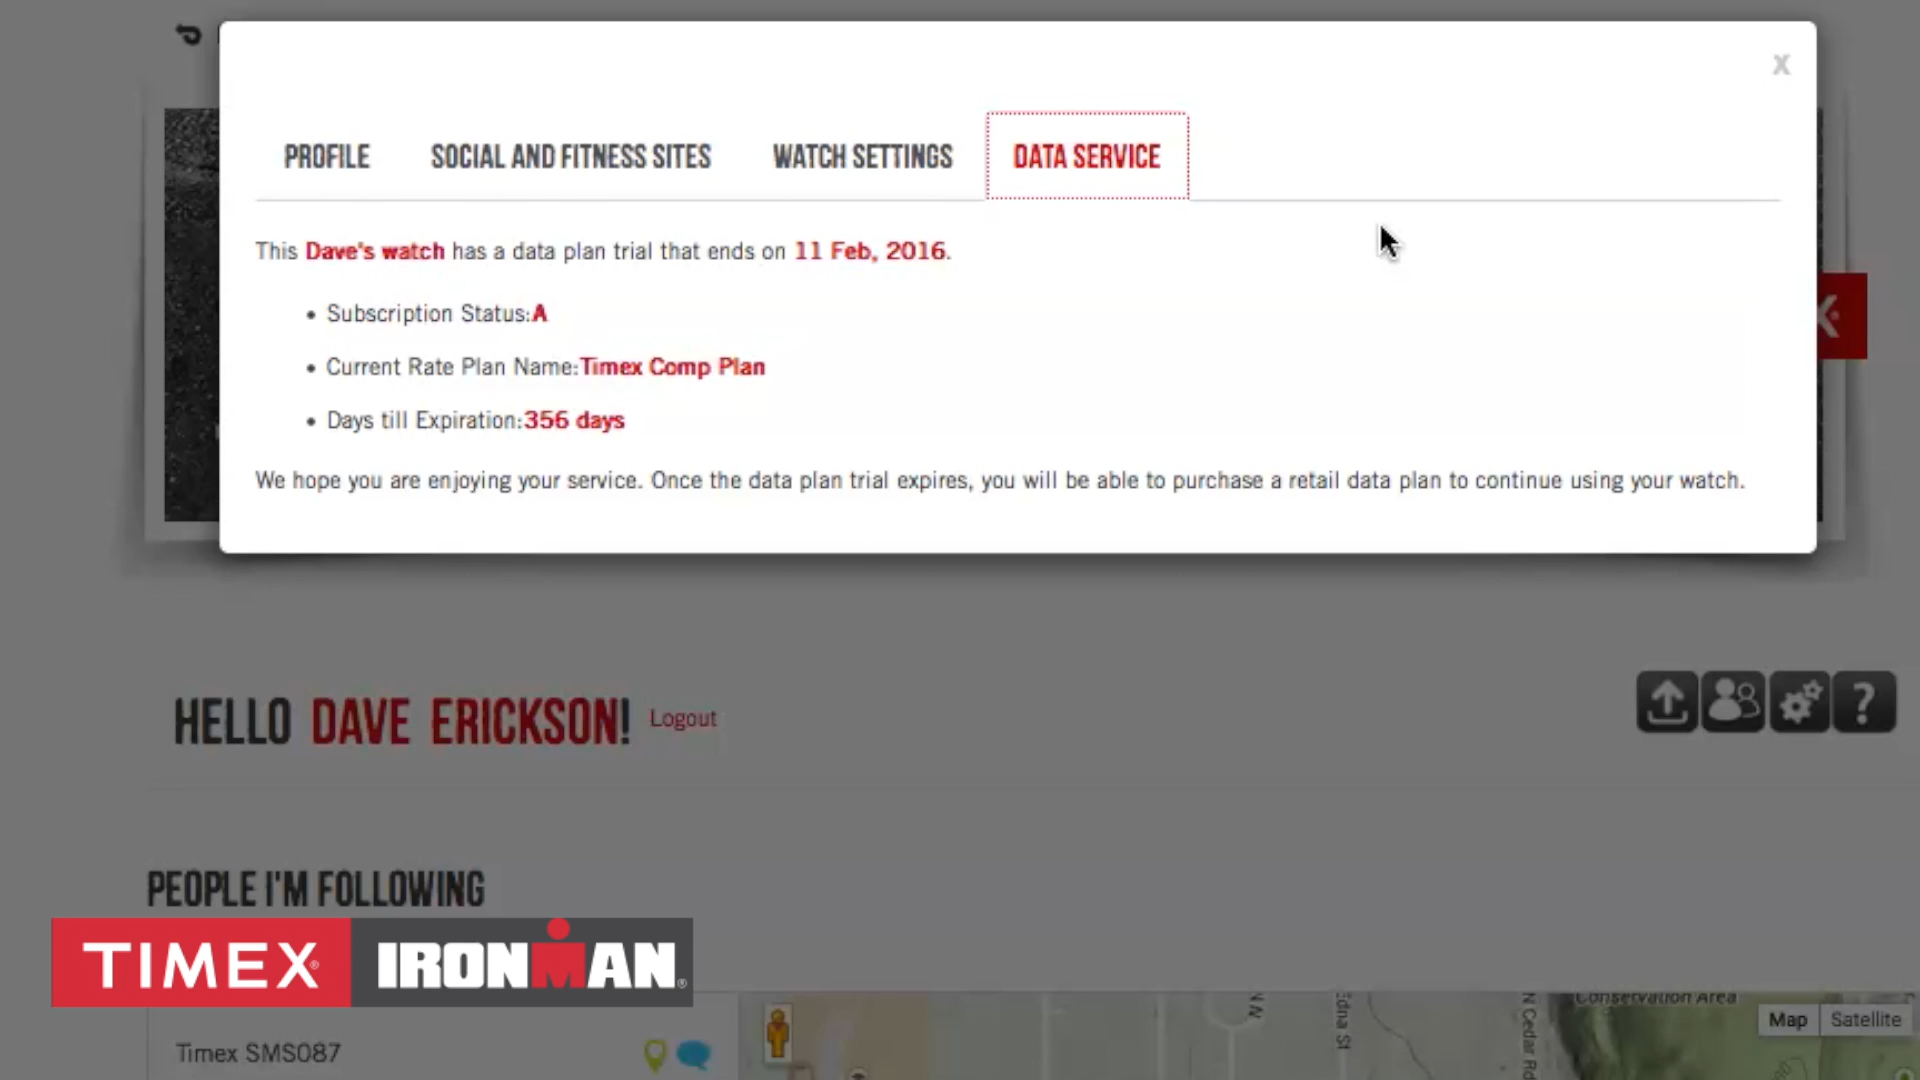 X
PROFILE SOCIAL AND FITNESS SITES WATCH SETTINGS DATA SERVICE
This Dave's watch has a data plan trial that ends on 11 Feb, 2016.
• Subscription Status:A
• Current Rate Plan Name:Timex Comp Plan
• Days till Expiration:356 days
We hope you are enjoying your service. Once the data plan trial expires, you will be able to purchase a retail data plan to continue using your watch.
HELLO DAVE ERICKSON! Logout
?
PEOPLE I'M FOLLOWING
TIMEX® IRONMAN®
Timex SMS087
Conservation Area
Map Satellite
Edna St
N Cedar Rd